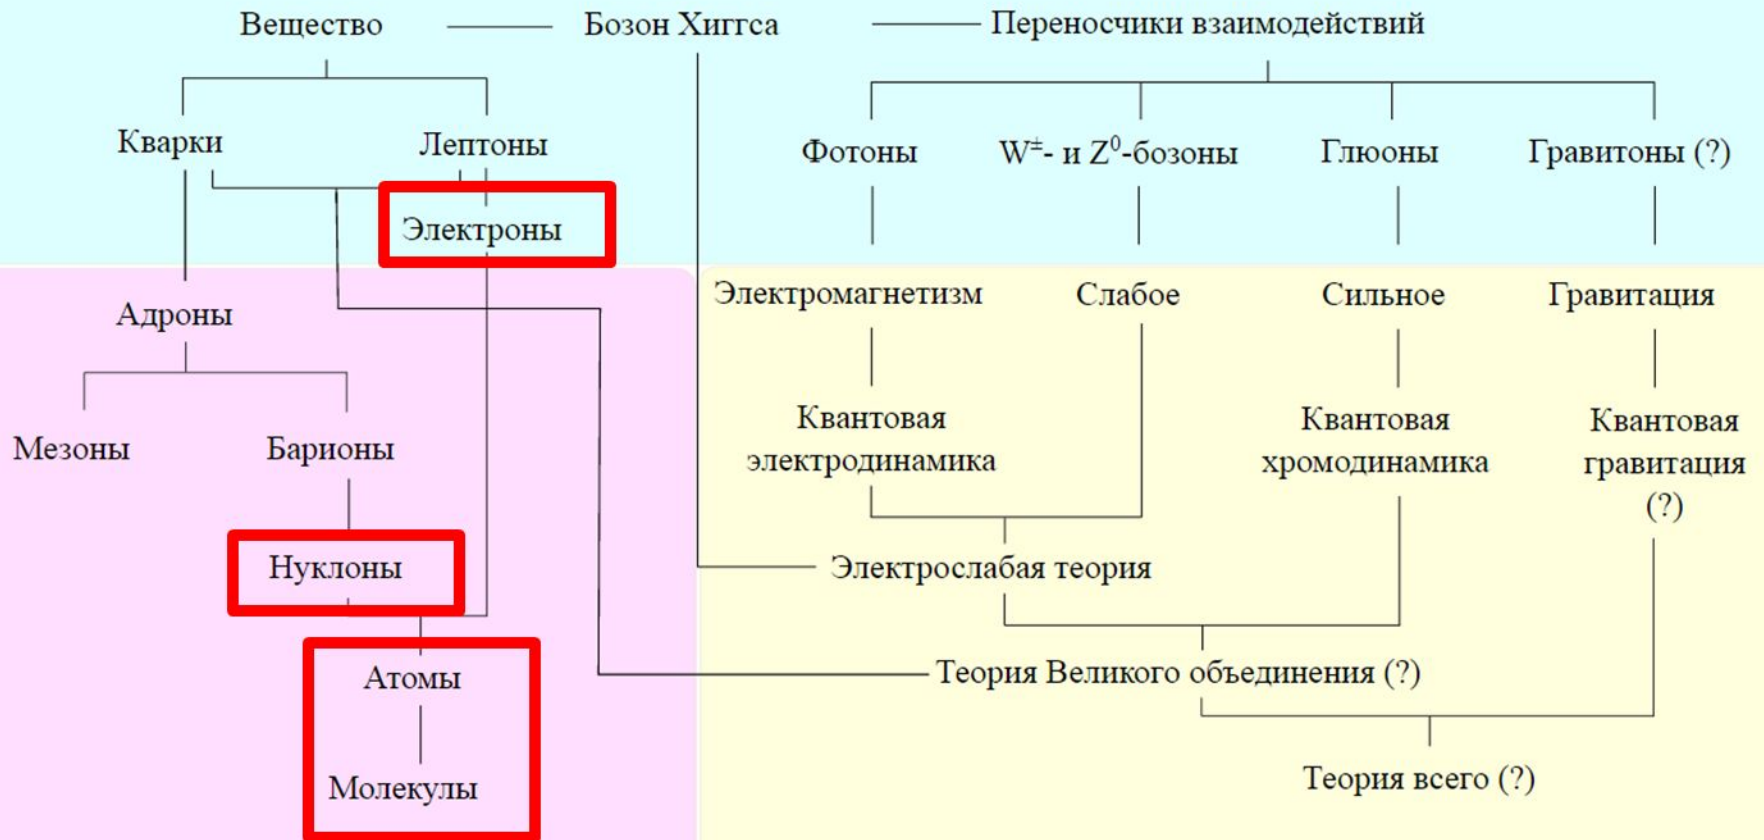 Вещество
Бозон Хиггса
Переносчики взаимодействий
Кварки
Лептоны
Фотоны
W±- и Z⁰-бозоны
Глюоны
Гравитоны (?)
Электроны
Адроны
Электромагнетизм
Слабое
Сильное
Гравитация
Мезоны
Барионы
Квантовая
электродинамика
Квантовая
хромодинамика
Квантовая
гравитация
(?)
Нуклоны
Электрослабая теория
Атомы
Теория Великого объединения (?)
Молекулы
Теория всего (?)